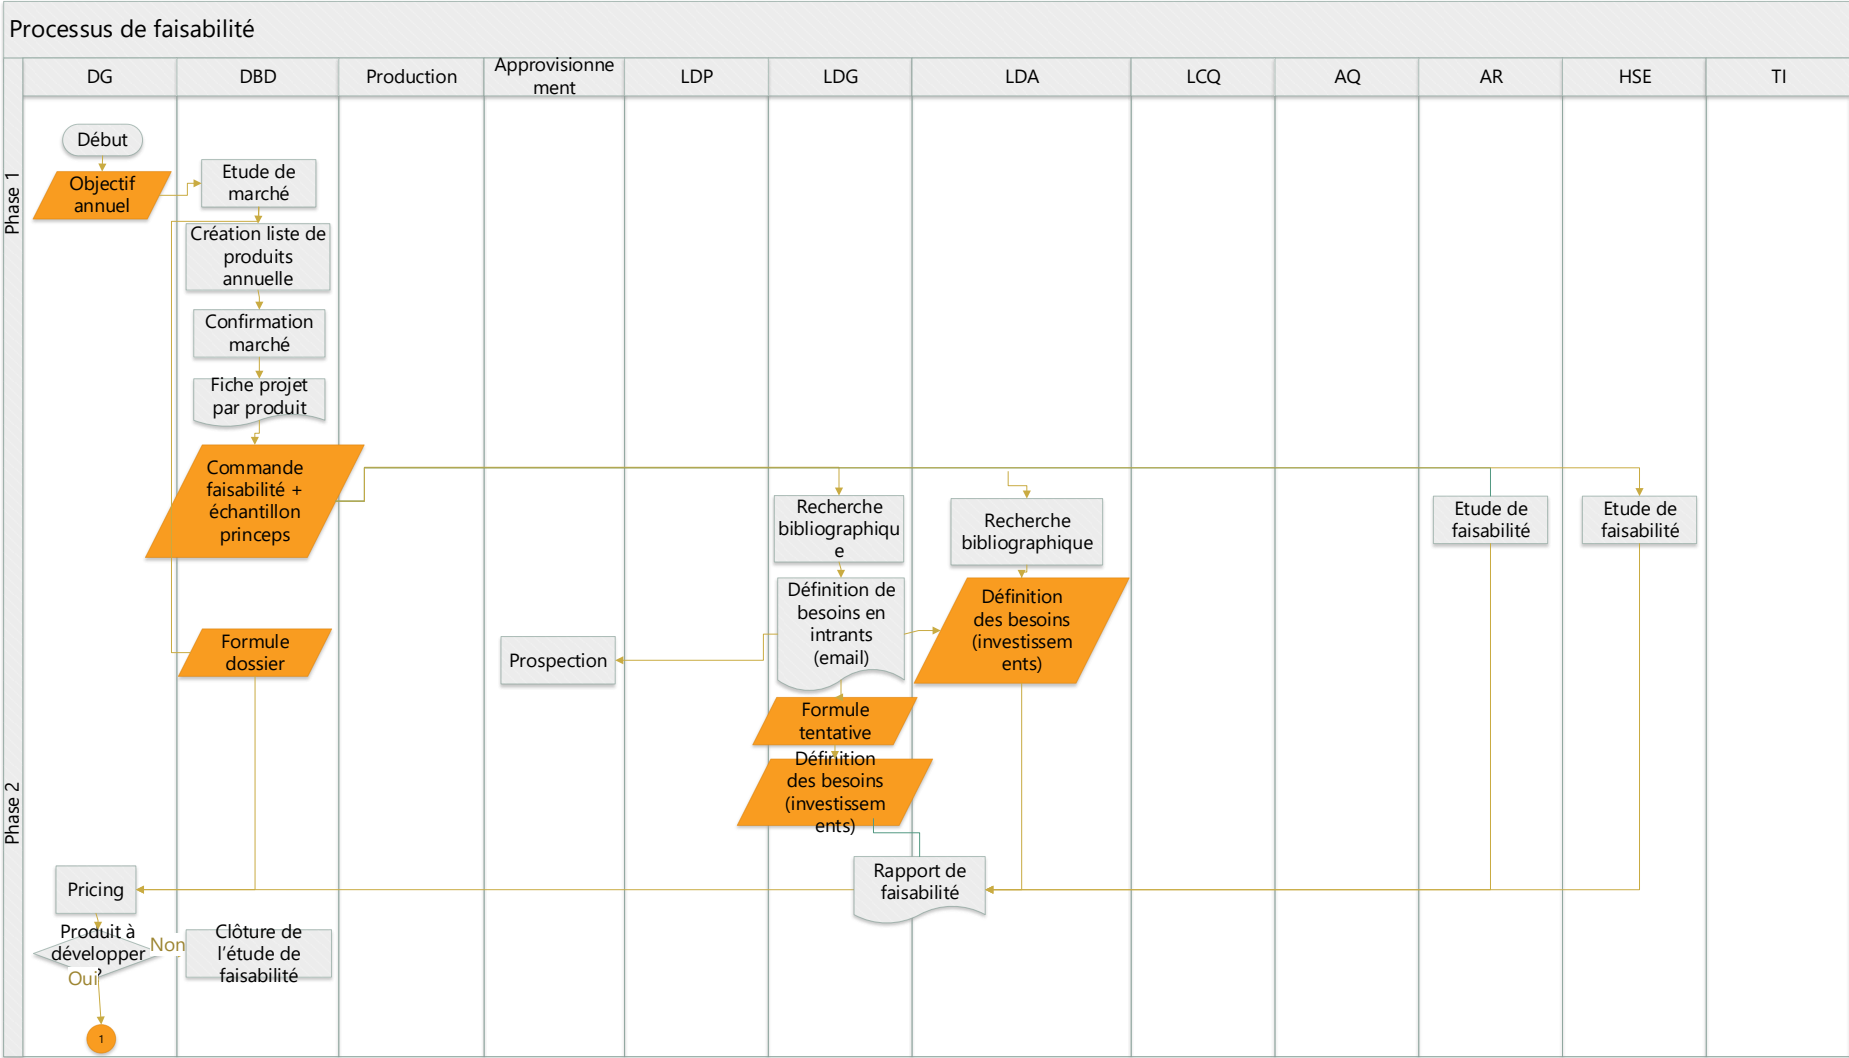 Processus de faisabilité
DG
DBD
Production
Approvisionne
ment
LDP
LDG
LDA
LCQ
AQ
AR
HSE
TI
Phase 1
Début
Objectif
annuel
Etude de
marché
Création liste de
produits
annuelle
Confirmation
marché
Fiche projet
par produit
Commande
faisabilité +
échantillon
princeps
Recherche
bibliographiqu
e
Recherche
bibliographique
Etude de
faisabilité
Etude de
faisabilité
Définition de
besoins en
intrants
(email)
Définition
des besoins
(investissem
ents)
Formule
dossier
Prospection
Formule
tentative
Phase 2
Définition
des besoins
(investissem
ents)
Rapport de
faisabilité
Pricing
Produit à
développer
?
Non
Oui
Clôture de
l'étude de
faisabilité
1